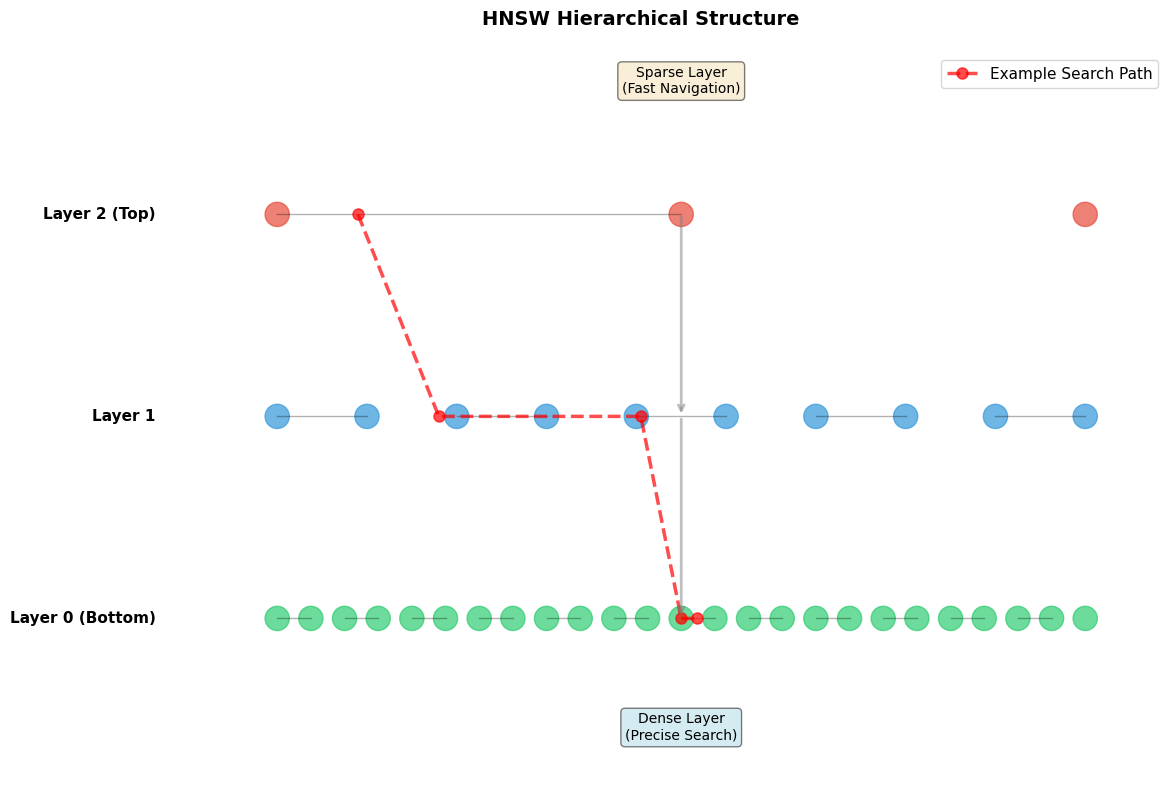 HNSW Hierarchical Structure
Sparse Layer
(Fast Navigation)
Example Search Path
Layer 2 (Top)
Layer 1
Layer 0 (Bottom)
Dense Layer
(Precise Search)